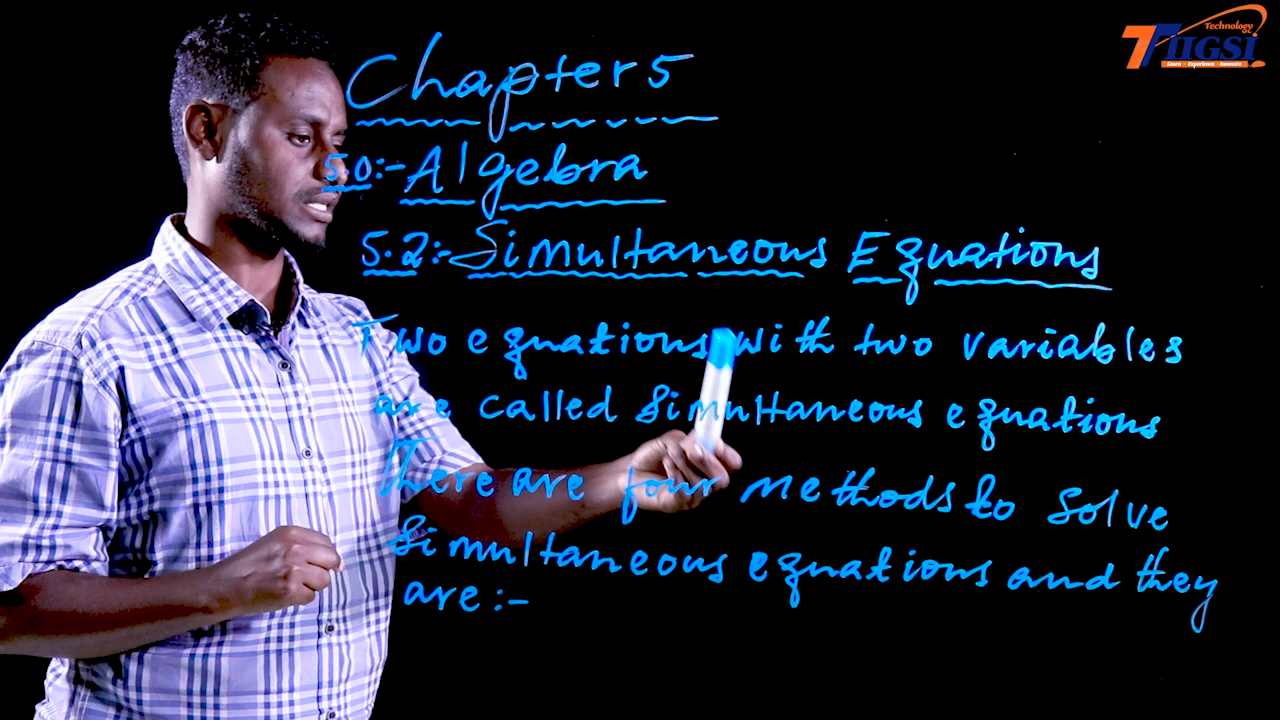 Technology
TIIGSI
Learn - Experience - Innovate
Chapter 5
5.0:- Algebra
5.2:- Simultaneous Equations
Two equations with two variables
are called Simultaneous equations
There are four methods to Solve
Simultaneous equations and they
are:-